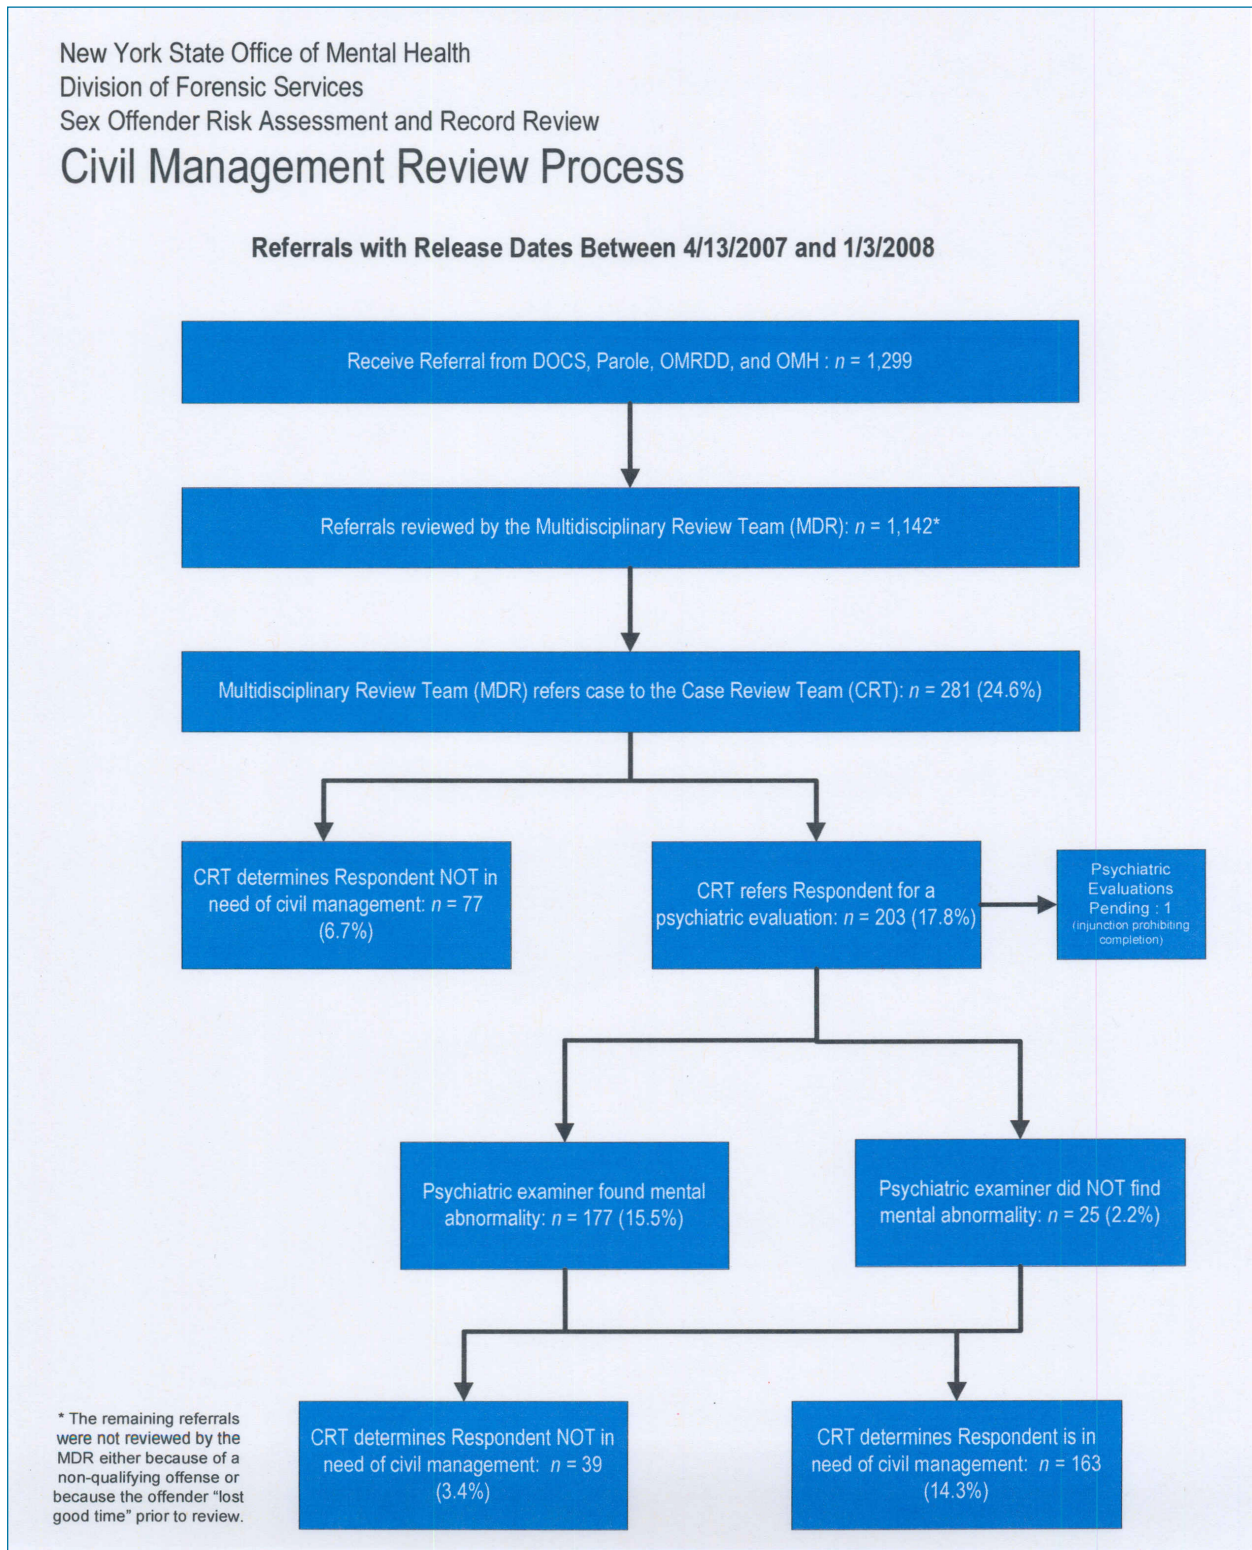 New York State Office of Mental Health
Division of Forensic Services
Sex Offender Risk Assessment and Record Review
Civil Management Review Process
Referrals with Release Dates Between 4/13/2007 and 1/3/2008
Receive Referral from DOCS, Parole, OMRDD, and OMH : n = 1,299
Referrals reviewed by the Multidisciplinary Review Team (MDR): n = 1,142*
Multidisciplinary Review Team (MDR) refers case to the Case Review Team (CRT): n = 281 (24.6%)
CRT determines Respondent NOT in
need of civil management: n = 77
(6.7%)
CRT refers Respondent for a
psychiatric evaluation: n = 203 (17.8%)
Psychiatric
Evaluations
Pending : 1
(injunction prohibiting
completion)
Psychiatric examiner found mental
abnormality: n = 177 (15.5%)
Psychiatric examiner did NOT find
mental abnormality: n = 25 (2.2%)
* The remaining referrals
were not reviewed by the
MDR either because of a
non-qualifying offense or
because the offender “lost
good time” prior to review.
CRT determines Respondent NOT in
need of civil management: n = 39
(3.4%)
CRT determines Respondent is in
need of civil management: n = 163
(14.3%)